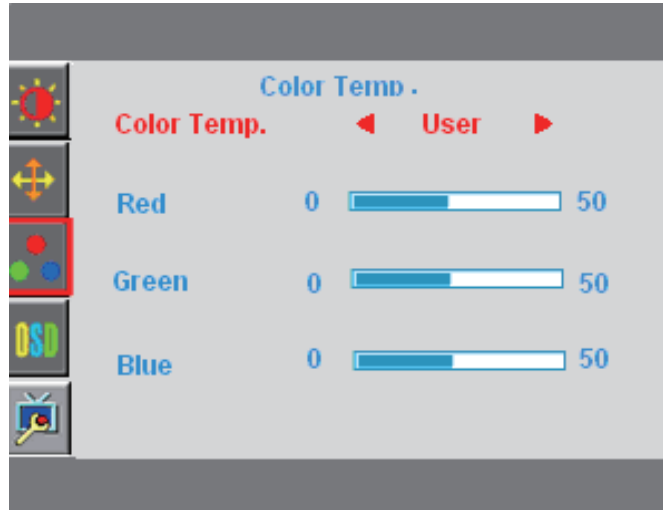 Color Temp .
Color Temp. User
Red 0 50
Green 0 50
OSD
Blue 0 50